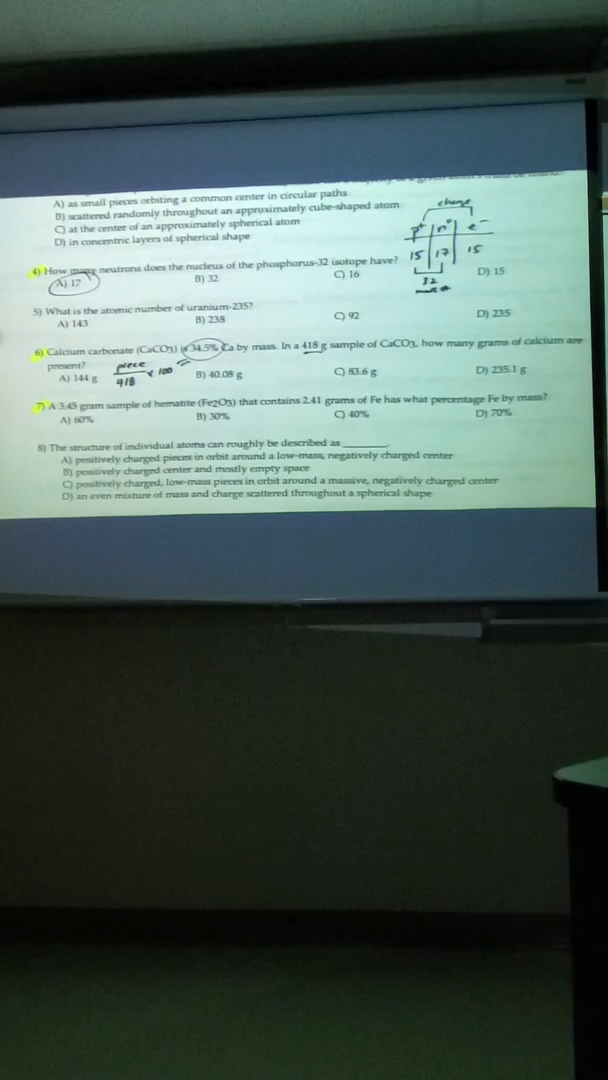 A) as small pieces orbiting a common center in circular paths
B) scattered randomly throughout an approximately cube-shaped atom
C) at the center of an approximately spherical atom
D) in concentric layers of spherical shape
charge
p+ n° e-
15 17 15
32
4) How many neutrons does the nucleus of the phosphorus-32 isotope have?
A) 17 B) 32 C) 16 D) 15
5) What is the atomic number of uranium-235?
A) 143 B) 238 C) 92 D) 235
6) Calcium carbonate (CaCO3) is 34.5% Ca by mass. In a 418 g sample of CaCO3, how many grams of calcium are
present? piece
A) 144 g 418 x 100 = B) 40.08 g C) 83.6 g D) 235.1 g
7) A 3.45 gram sample of hematite (Fe2O3) that contains 2.41 grams of Fe has what percentage Fe by mass?
A) 60% B) 30% C) 40% D) 70%
8) The structure of individual atoms can roughly be described as ________.
A) positively charged pieces in orbit around a low-mass, negatively charged center
B) positively charged center and mostly empty space
C) positively charged, low-mass pieces in orbit around a massive, negatively charged center
D) an even mixture of mass and charge scattered throughout a spherical shape